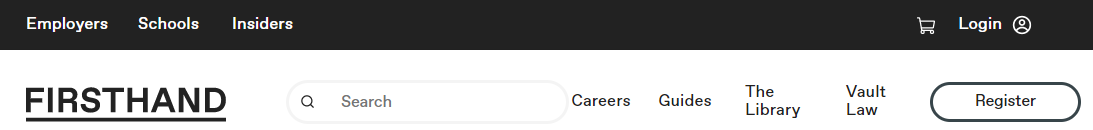 Employers Schools Insiders Login
FIRSTHAND Search Careers Guides The Library Vault Law Register